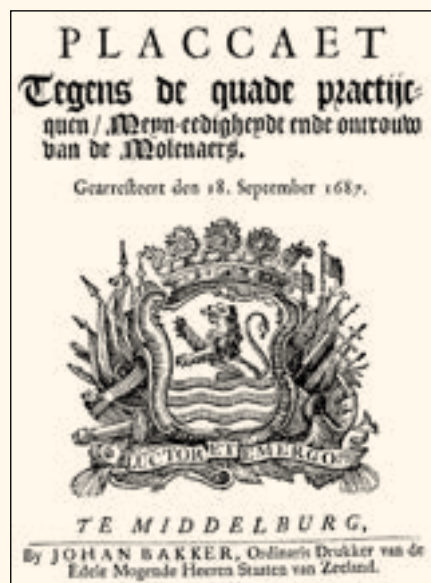 PLACCAET
Tegens de quade practijc-
quen / Meyn-eedigheydt ende ontrouw
van de Molenaers.
Gearresteert den 18. September 1687.
LUCTOR ET EMERGO
TE MIDDELBURG,
By JOHAN BAKKER, Ordinaris Drukker van de
Edele Mogende Heeren Staaten van Zeeland.